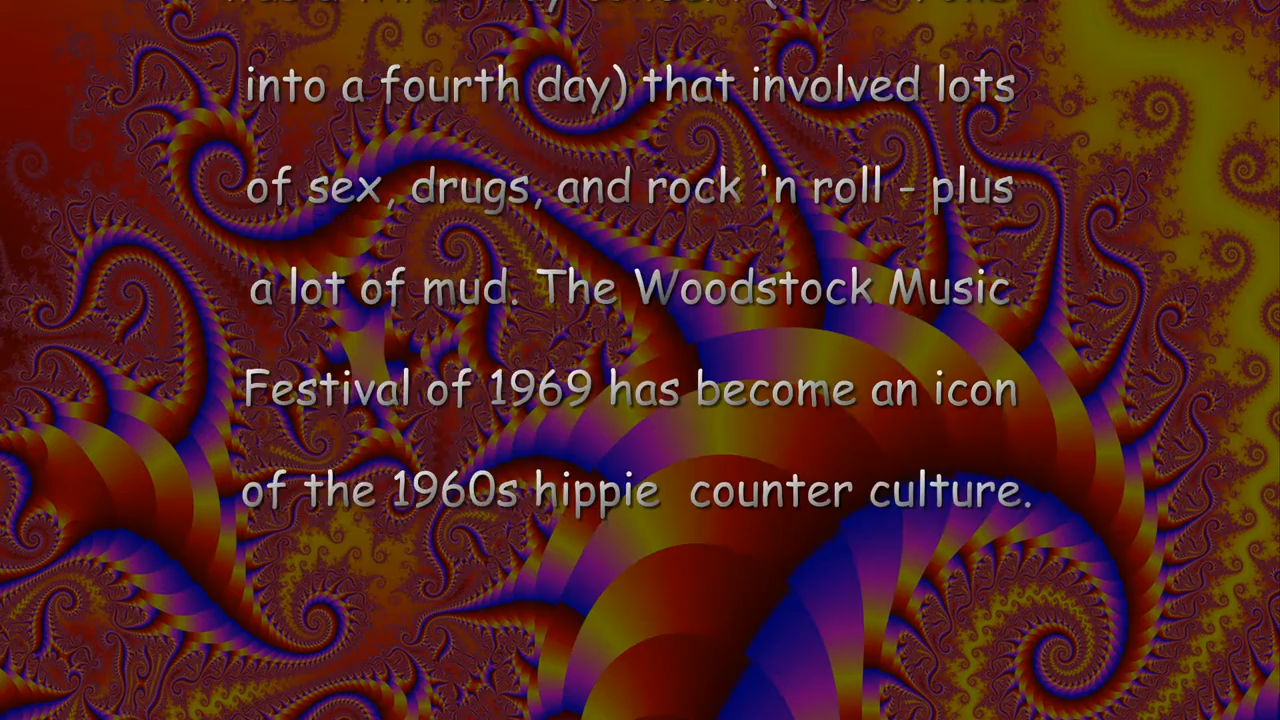 into a fourth day) that involved lots
of sex, drugs, and rock 'n roll - plus
a lot of mud. The Woodstock Music
Festival of 1969 has become an icon
of the 1960s hippie counter culture.